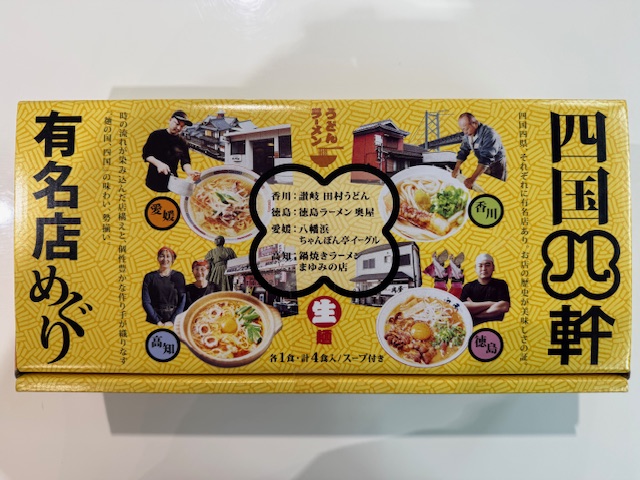 四国四軒
四国四県、それぞれに有名店あり、お店の歴史が美味しさの証。
うどん
ラーメン
香川
愛媛
香川：讃岐 田村うどん
徳島：徳島ラーメン 奥屋
愛媛：八幡浜
ちゃんぽん亭イーグル
高知：鍋焼きラーメン
まゆみの店
生
麺
高知
徳島
各1食・計4食入/スープ付き
有名店めぐり
時の流れが染み込んだ店構えと個性豊かな作り手が織りなす
麺の国、四国の味わい、勢揃い。